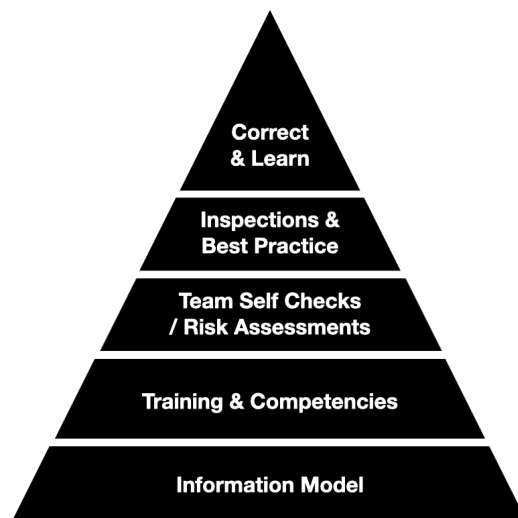 Correct
& Learn
Inspections &
Best Practice
Team Self Checks
/ Risk Assessments
Training & Competencies
Information Model